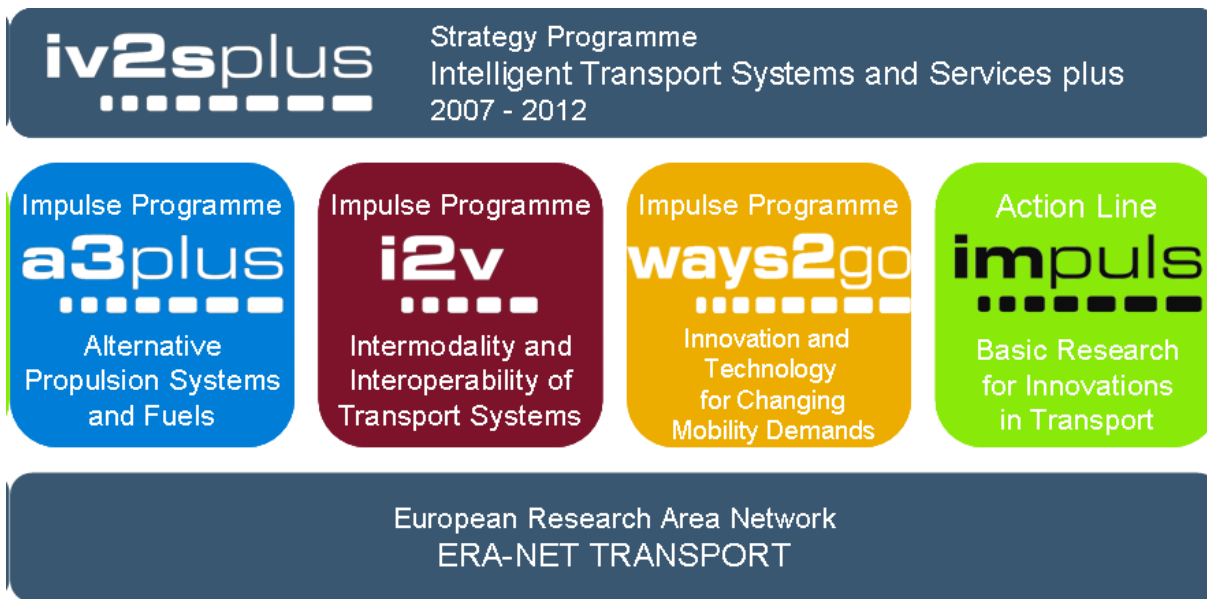 iv2splus
Strategy Programme
Intelligent Transport Systems and Services plus
2007 - 2012
Impulse Programme
a3plus
Alternative
Propulsion Systems
and Fuels
Impulse Programme
i2v
Intermodality and
Interoperability of
Transport Systems
Impulse Programme
ways2go
Innovation and
Technology
for Changing
Mobility Demands
Action Line
impuls
Basic Research
for Innovations
in Transport
European Research Area Network
ERA-NET TRANSPORT